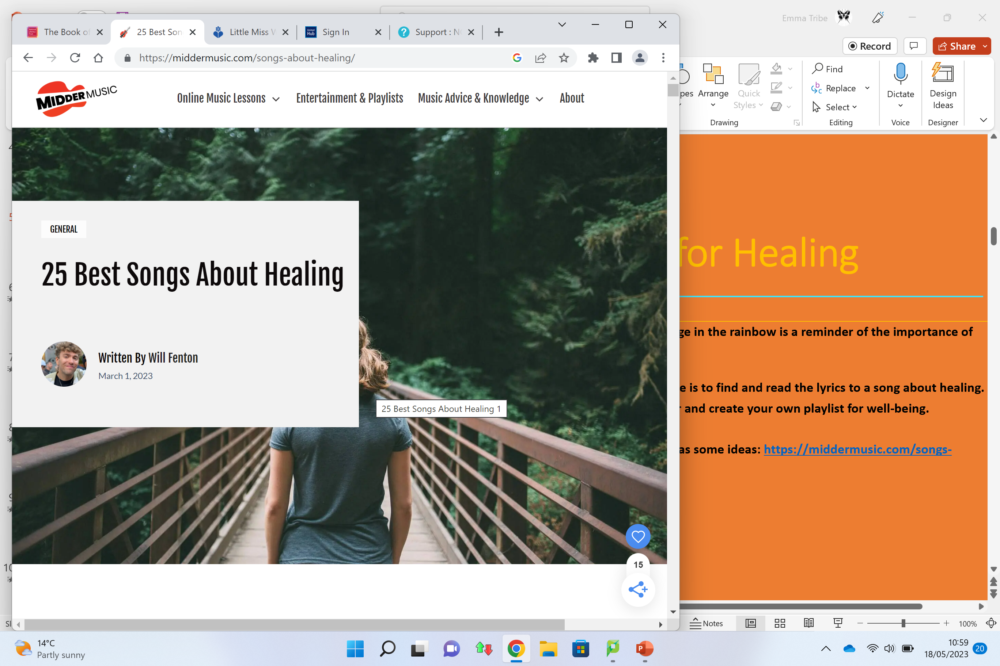 Emma Tribe
The Book of
25 Best Son
Little Miss W
Sign In
Support : N
Record
Share
https://middermusic.com/songs-about-healing/
Find
Replace
Select
pes
Arrange
Quick
Styles
Dictate
Design
Ideas
Drawing
Editing
Voice
Designer
MIDDER MUSIC
Online Music Lessons
Entertainment & Playlists
Music Advice & Knowledge
About
GENERAL
25 Best Songs About Healing
Written By Will Fenton
March 1, 2023
25 Best Songs About Healing 1
15
for Healing
ge in the rainbow is a reminder of the importance of
e is to find and read the lyrics to a song about healing.
and create your own playlist for well-being.
as some ideas: https://middermusic.com/songs-
10
Notes
100%
14°C
Partly sunny
10:59
18/05/2023
20